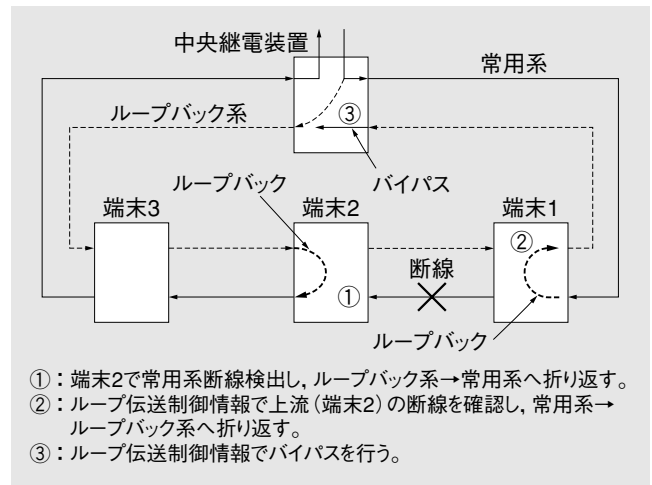 中央継電装置
常用系
③
ループバック系
ループバック
バイパス
端末3
端末2
端末1
②
断線
①
ループバック
①：端末2で常用系断線検出し，ループバック系→常用系へ折り返す。
②：ループ伝送制御情報で上流（端末2）の断線を確認し，常用系→
ループバック系へ折り返す。
③：ループ伝送制御情報でバイパスを行う。